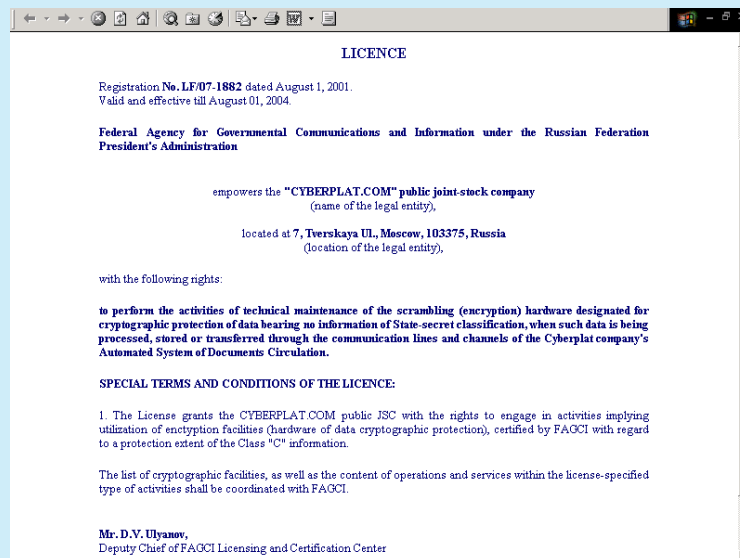 LICENCE
Registration No. LF/07-1882 dated August 1, 2001.
Valid and effective till August 01, 2004.
Federal Agency for Governmental Communications and Information under the Russian Federation
President's Administration
empowers the "CYBERPLAT.COM" public joint-stock company
(name of the legal entity),
located at 7, Tverskaya Ul., Moscow, 103375, Russia
(location of the legal entity),
with the following rights:
to perform the activities of technical maintenance of the scrambling (encryption) hardware designated for
cryptographic protection of data bearing no information of State-secret classification, when such data is being
processed, stored or transferred through the communication lines and channels of the Cyberplat company's
Automated System of Documents Circulation.
SPECIAL TERMS AND CONDITIONS OF THE LICENCE:
1. The License grants the CYBERPLAT.COM public JSC with the rights to engage in activities implying
utilization of enctyption facilities (hardware of data cryptographic protection), certified by FAGCI with regard
to a protection extent of the Class "C" information.
The list of cryptographic facilities, as well as the content of operations and services within the license-specified
type of activities shall be coordinated with FAGCI.
Mr. D.V. Ulyanov,
Deputy Chief of FAGCI Licensing and Certification Center